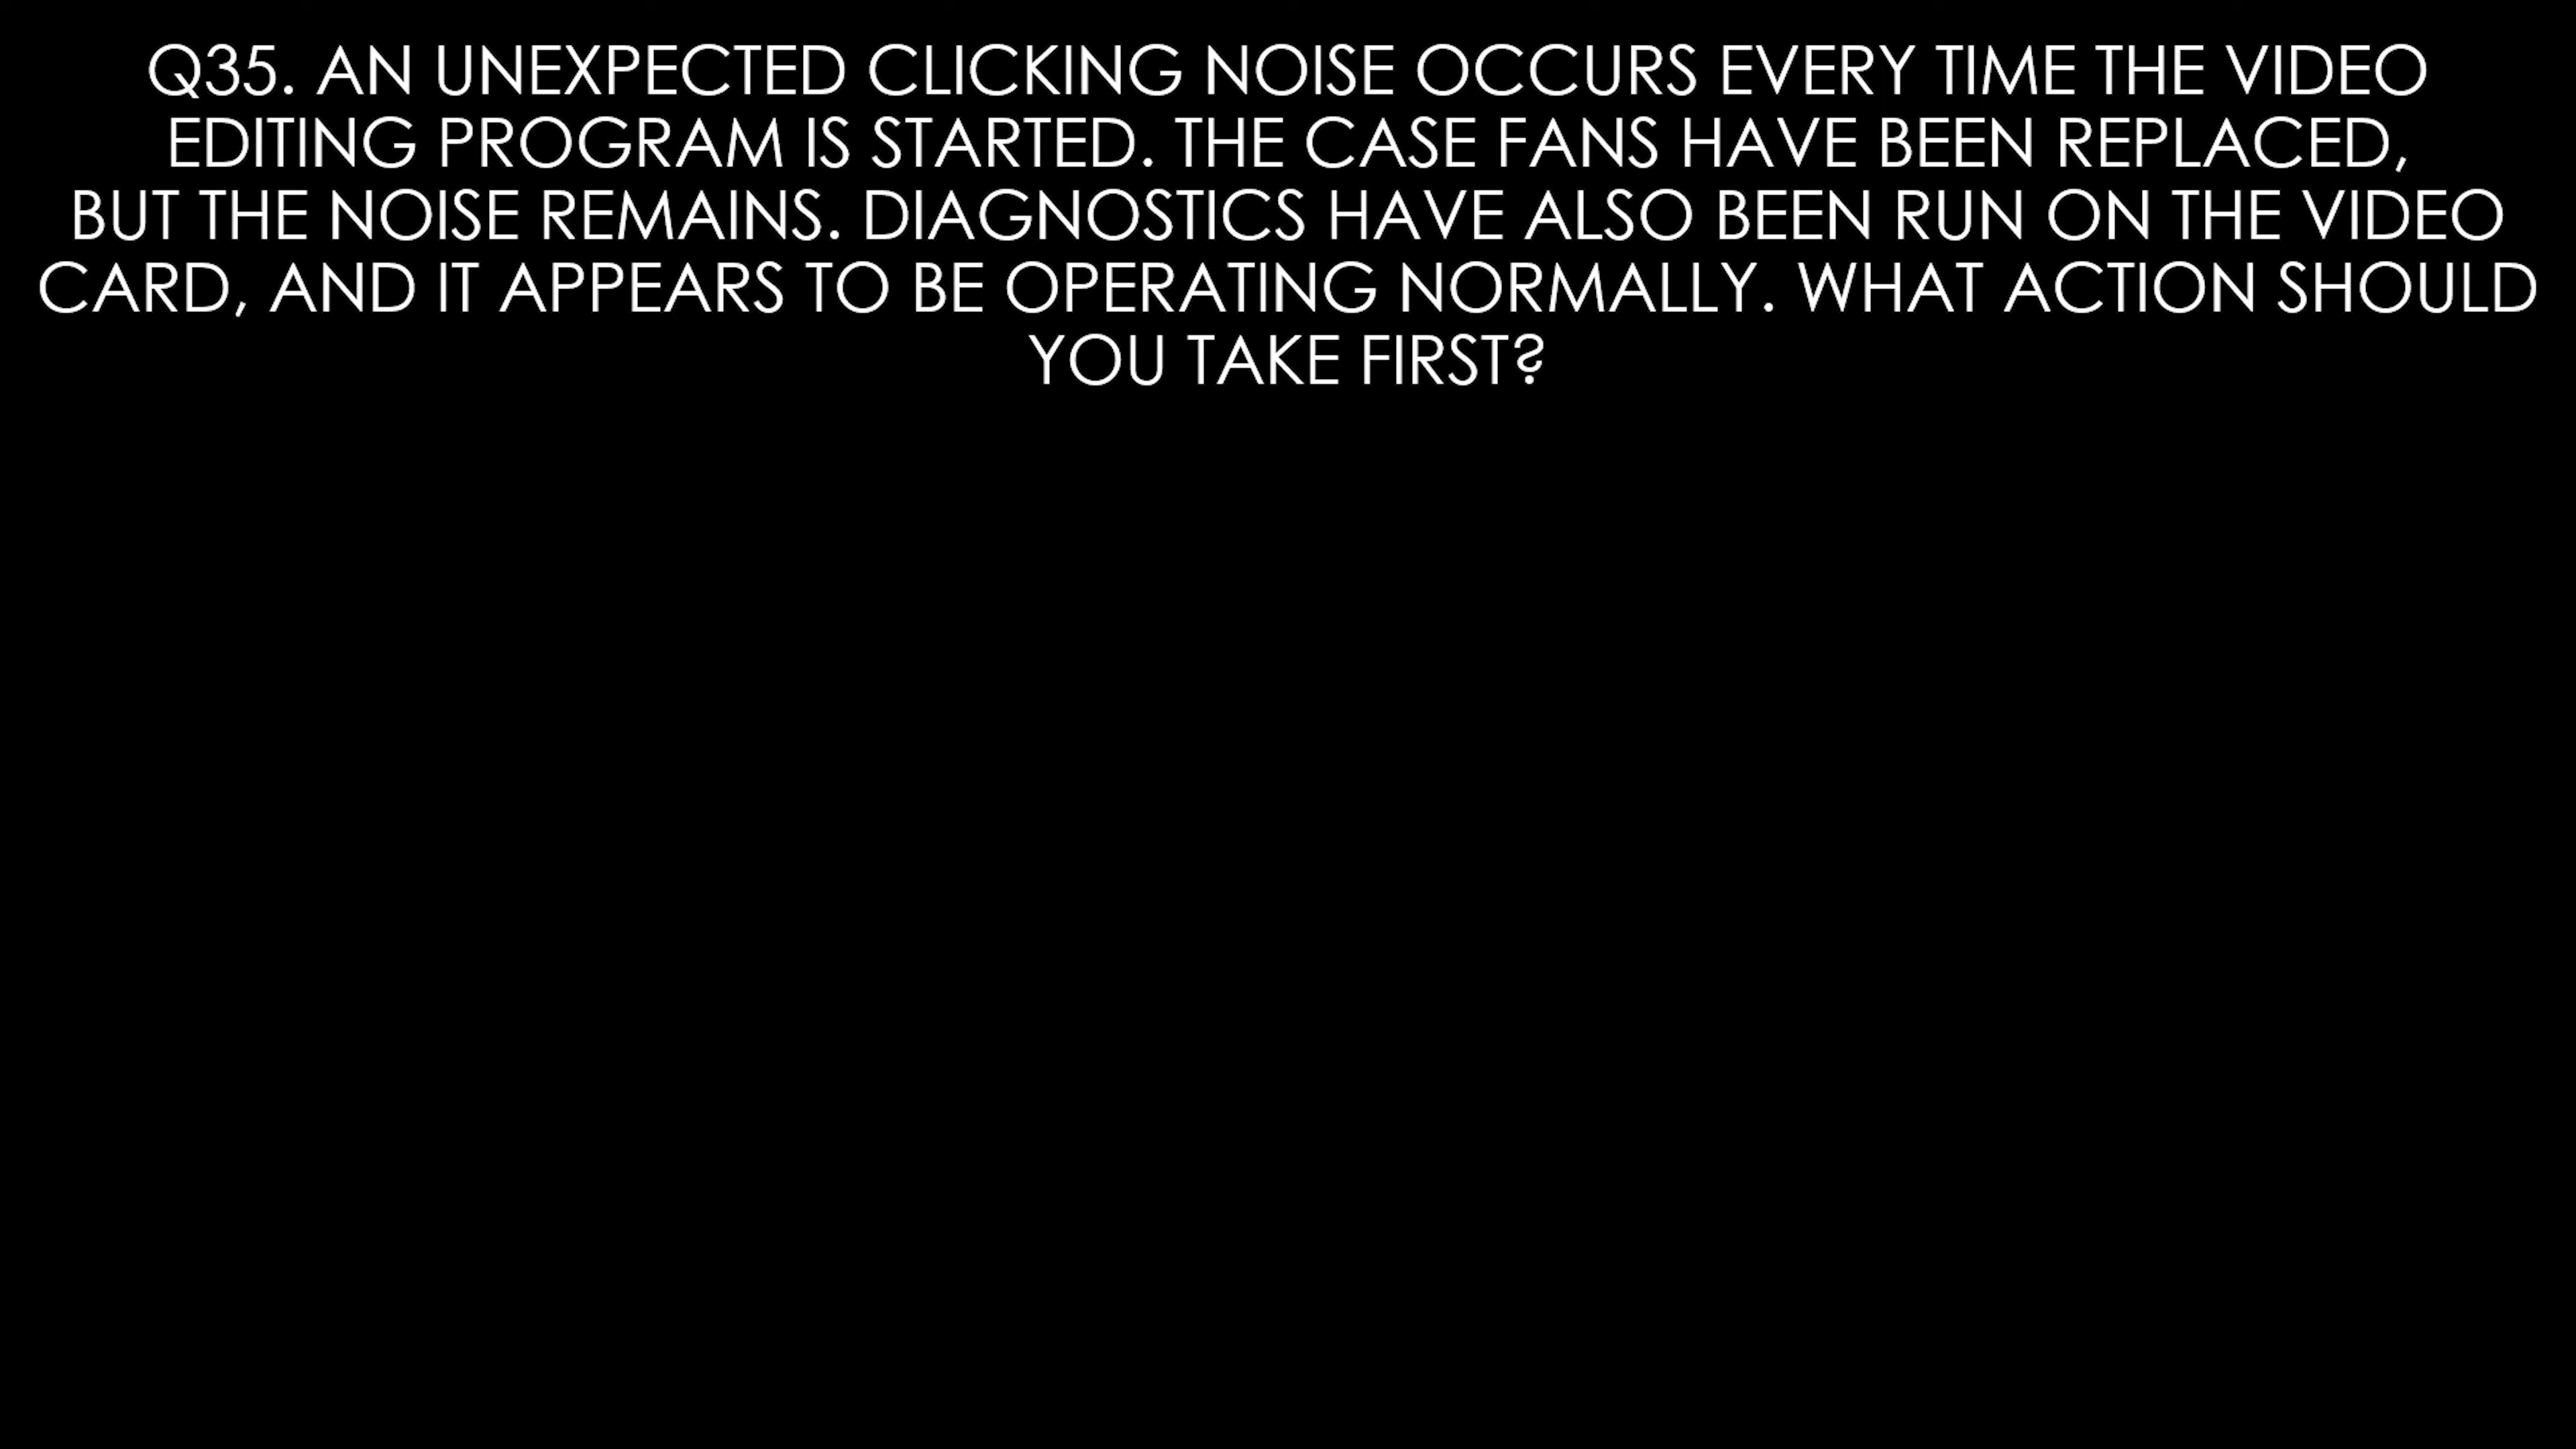 Q35. AN UNEXPECTED CLICKING NOISE OCCURS EVERY TIME THE VIDEO
EDITING PROGRAM IS STARTED. THE CASE FANS HAVE BEEN REPLACED,
BUT THE NOISE REMAINS. DIAGNOSTICS HAVE ALSO BEEN RUN ON THE VIDEO
CARD, AND IT APPEARS TO BE OPERATING NORMALLY. WHAT ACTION SHOULD
YOU TAKE FIRST?